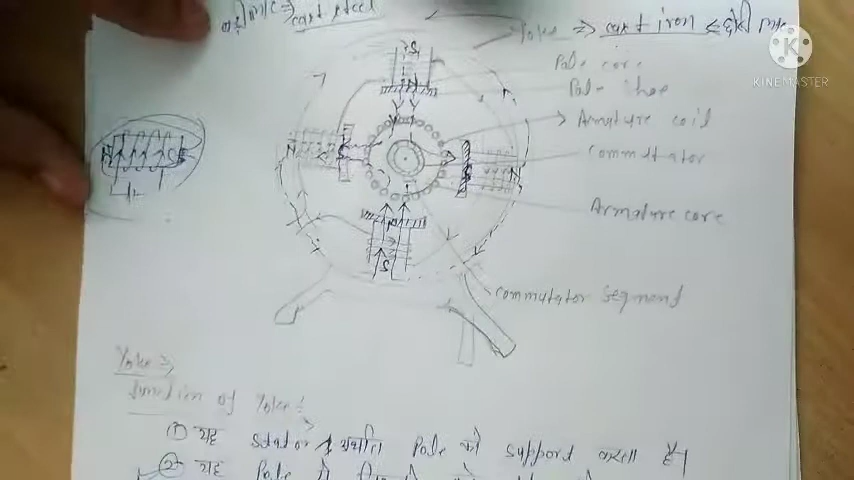 बड़ी m/c ⇒ cast steel
Yoke ⇒ cast iron ⇒ छोटी m/c
KINEMASTER
Pole core
Pole shoe
Armature coil
commutator
Armature core
commutator segment
N
S
N
N
S
Yoke ⇒
function of Yoke:
① यह stator अर्थात Pole को support करता है।
② यह Pole